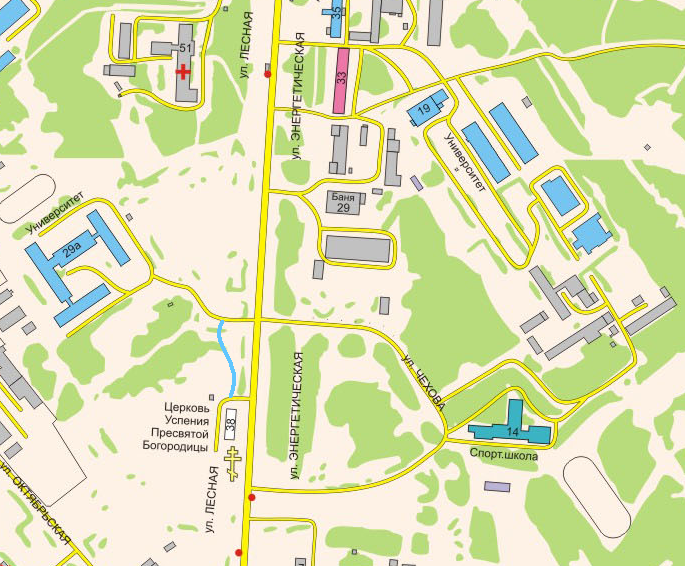 35
51
ул. ЛЕСНАЯ
ул. ЭНЕРГЕТИЧЕСКАЯ
33
19
Университет
Баня
29
Университет
29а
ул. ЧЕХОВА
ул. ЭНЕРГЕТИЧЕСКАЯ
Церковь
Успения
Пресвятой
Богородицы
38
14
Спорт.школа
ул. ЛЕСНАЯ
ул. ОКТЯБРЬСКАЯ